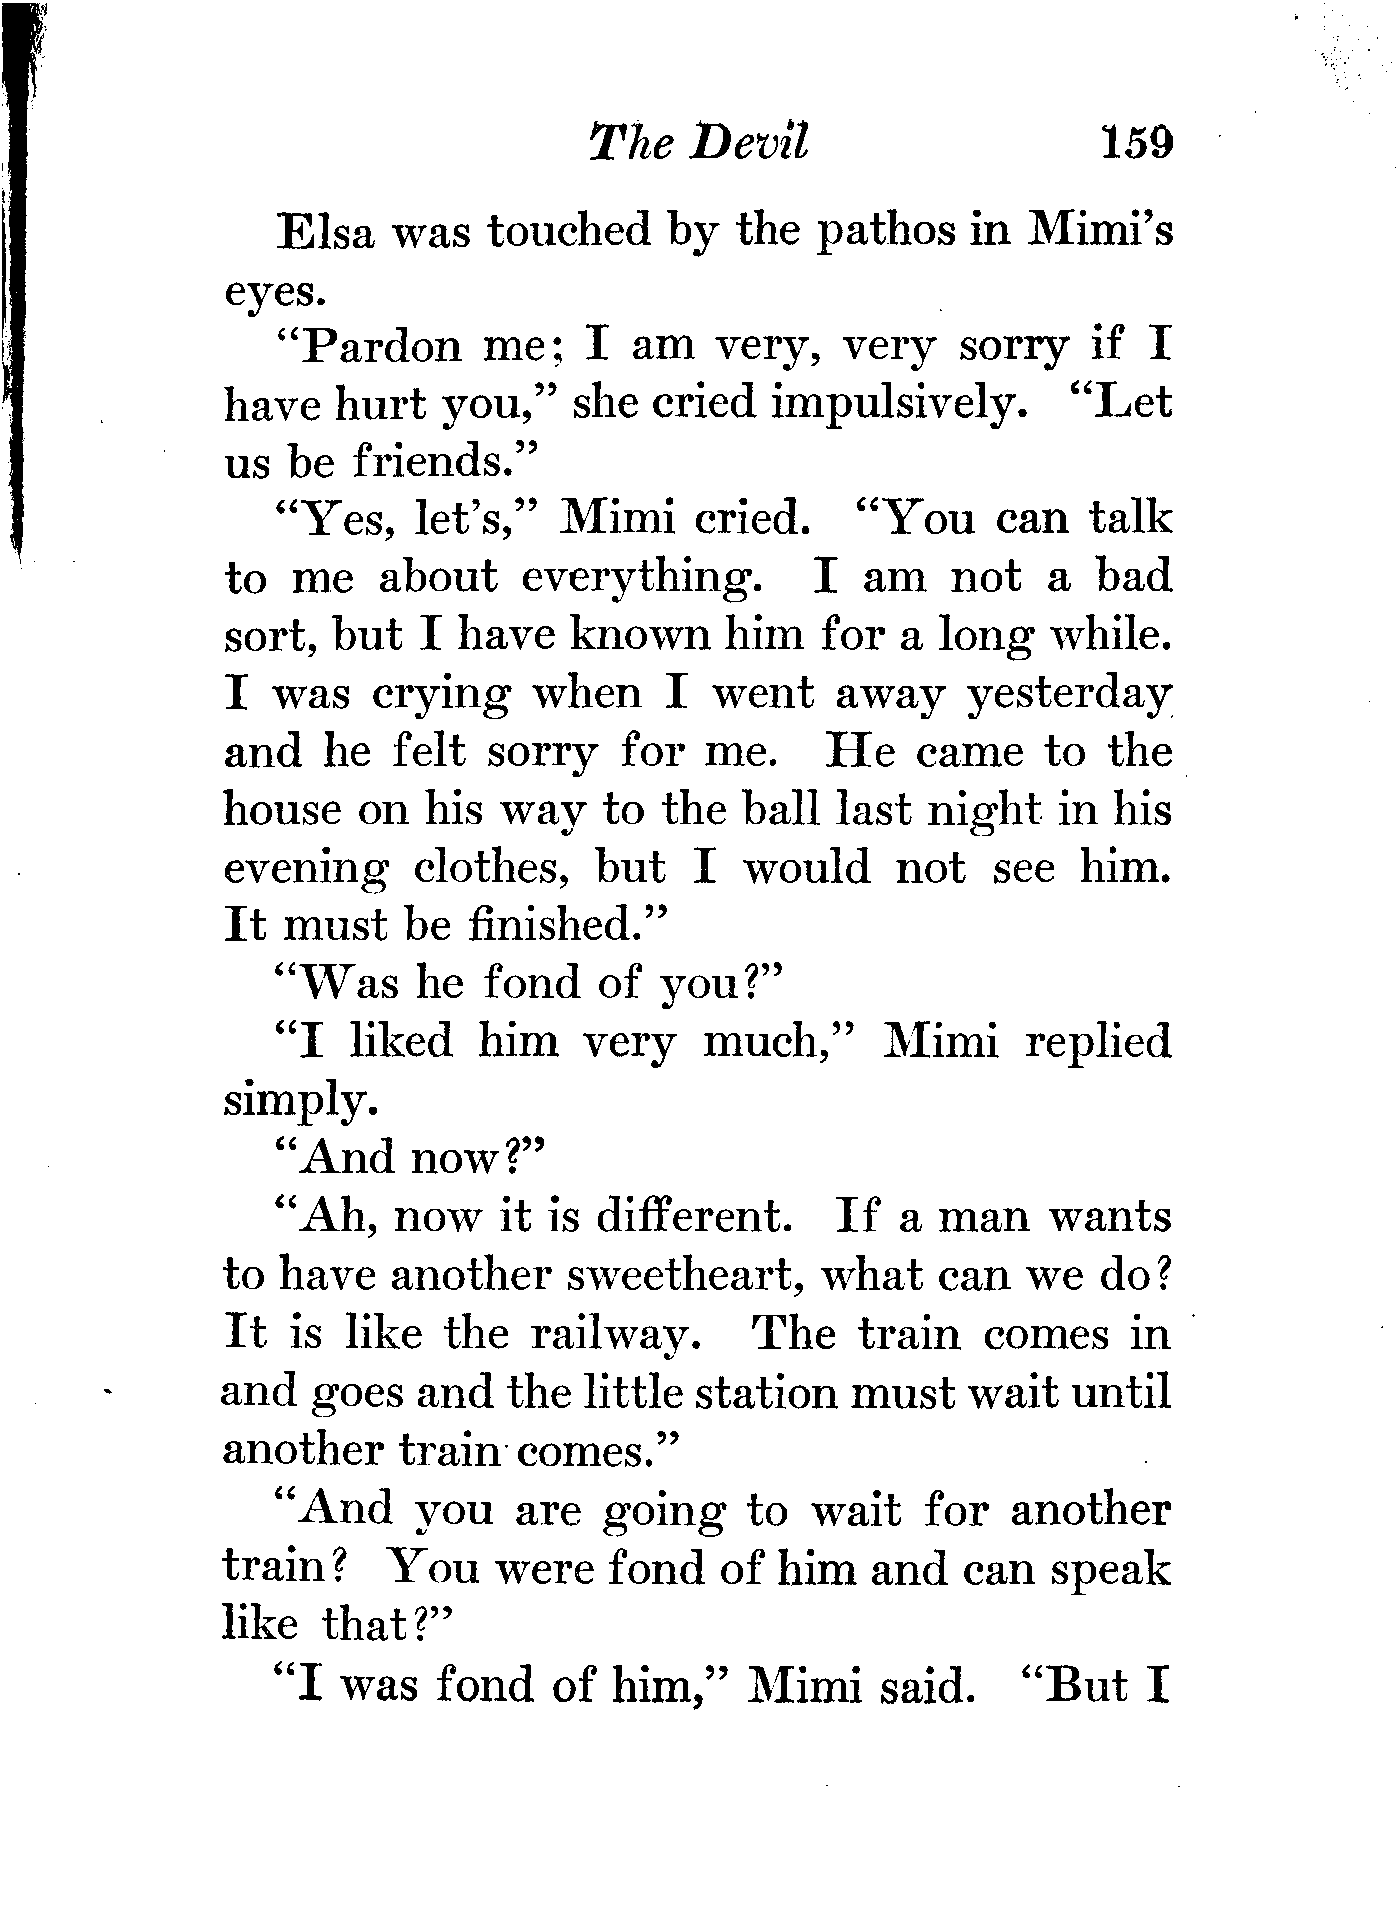 The Devil 159
Elsa was touched by the pathos in Mimi's
eyes.
"Pardon me; I am very, very sorry if I
have hurt you," she cried impulsively. "Let
us be friends."
"Yes, let's," Mimi cried. "You can talk
to me about everything. I am not a bad
sort, but I have known him for a long while.
I was crying when I went away yesterday
and he felt sorry for me. He came to the
house on his way to the ball last night in his
evening clothes, but I would not see him.
It must be finished."
"Was he fond of you?"
"I liked him very much," Mimi replied
simply.
"And now?"
"Ah, now it is different. If a man wants
to have another sweetheart, what can we do?
It is like the railway. The train comes in
and goes and the little station must wait until
another train comes."
"And you are going to wait for another
train? You were fond of him and can speak
like that?"
"I was fond of him," Mimi said. "But I